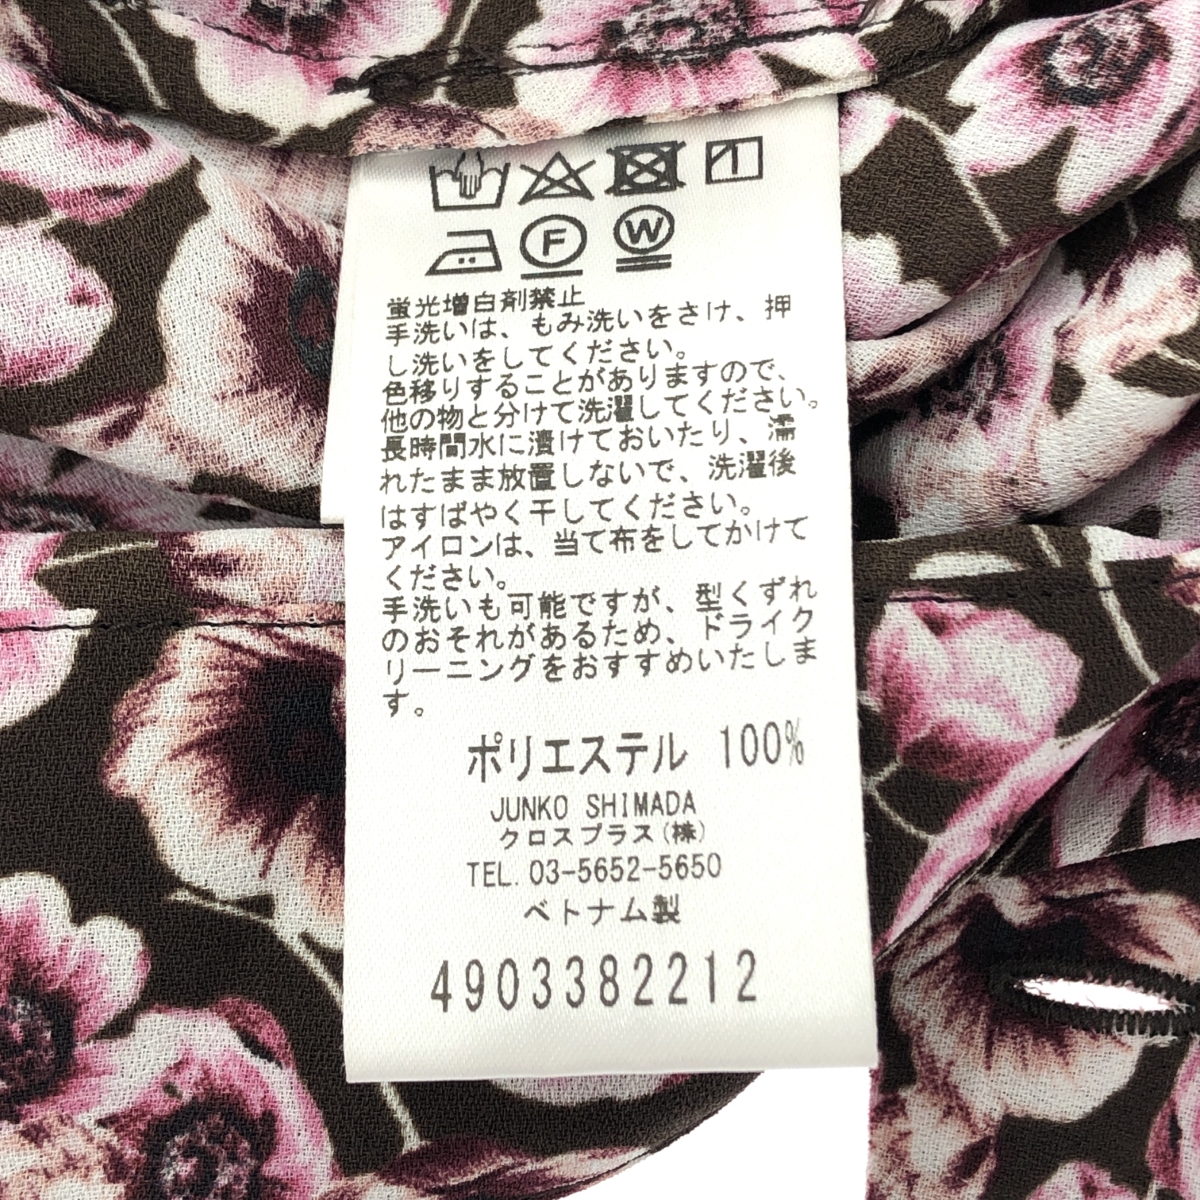 F W
蛍光増白剤禁止
手洗いは、もみ洗いをさけ、押
し洗いをしてください。
色移りすることがありますので、
他の物と分けて洗濯してください。
長時間水に漬けておいたり、濡
れたまま放置しないで、洗濯後
はすばやく干してください。
アイロンは、当て布をしてかけて
ください。
手洗いも可能ですが、型くずれ
のおそれがあるため、ドライク
リーニングをおすすめいたしま
す。
ポリエステル 100%
JUNKO SHIMADA
クロスプラス(株)
TEL. 03-5652-5650
ベトナム製
4903382212